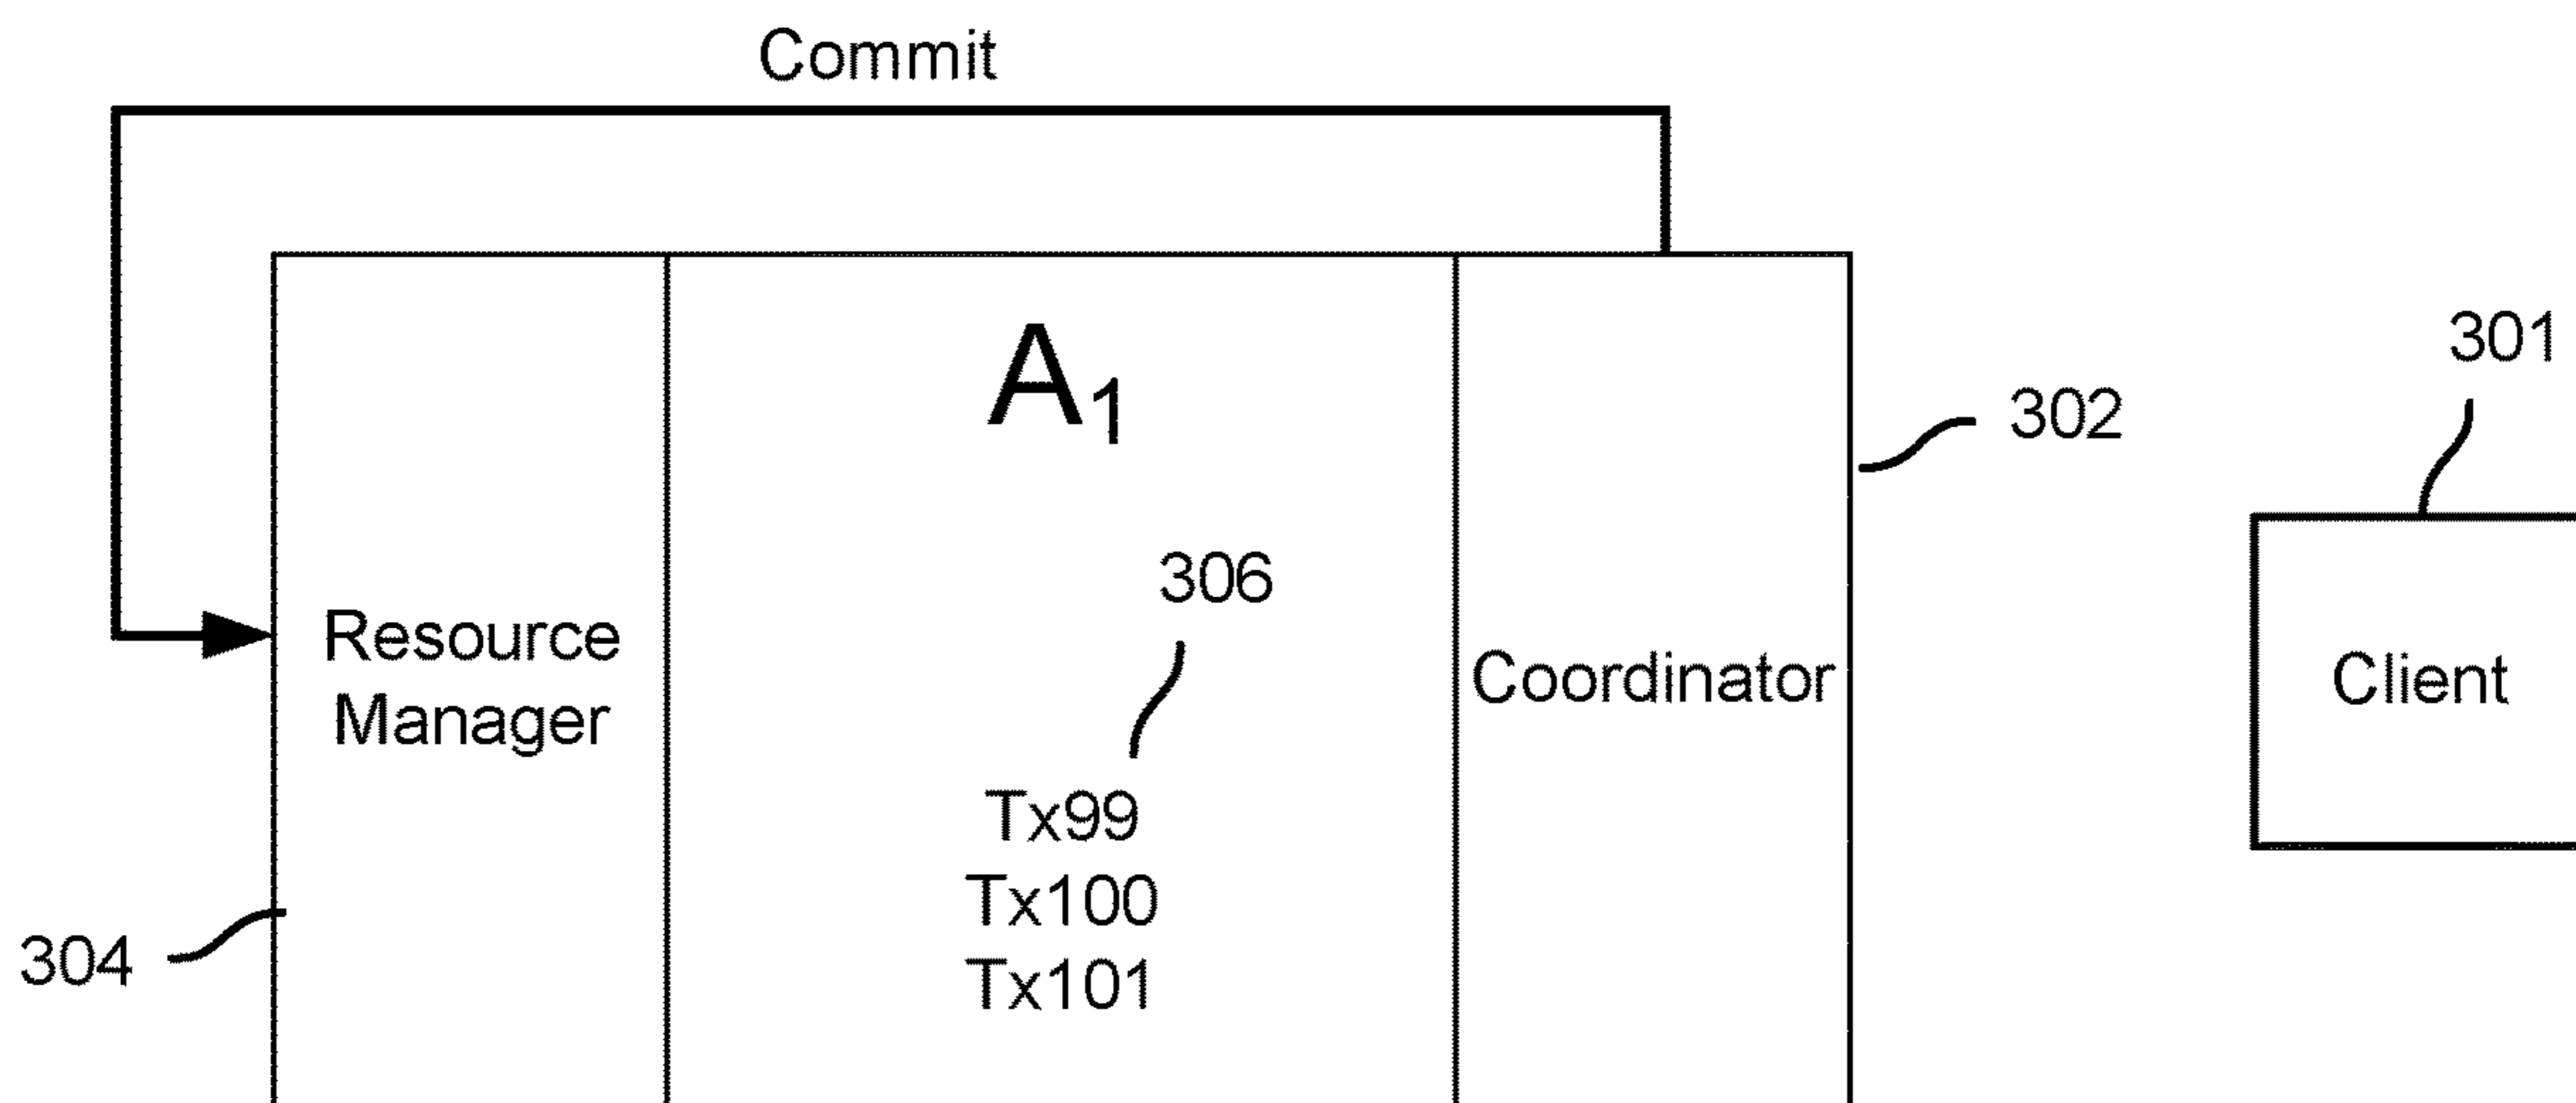 Commit
A1
301
302
306
Resource
Manager
Coordinator
Client
Tx99
Tx100
Tx101
304